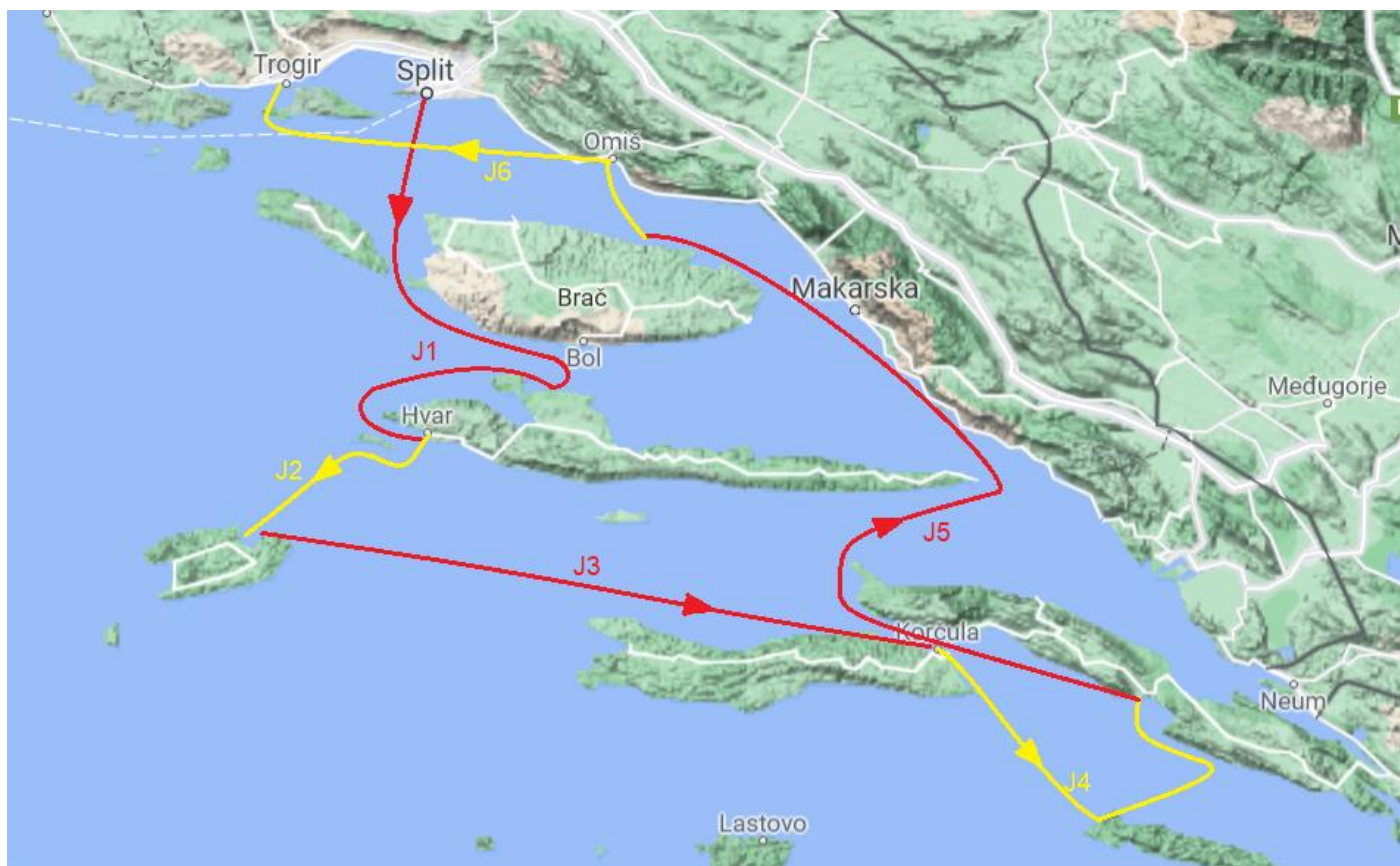 Trogir
Split
Omiš
J6
Makarska
Brač
Bol
J1
Međugorje
Hvar
J2
J5
J3
Korčula
Neum
J4
Lastovo